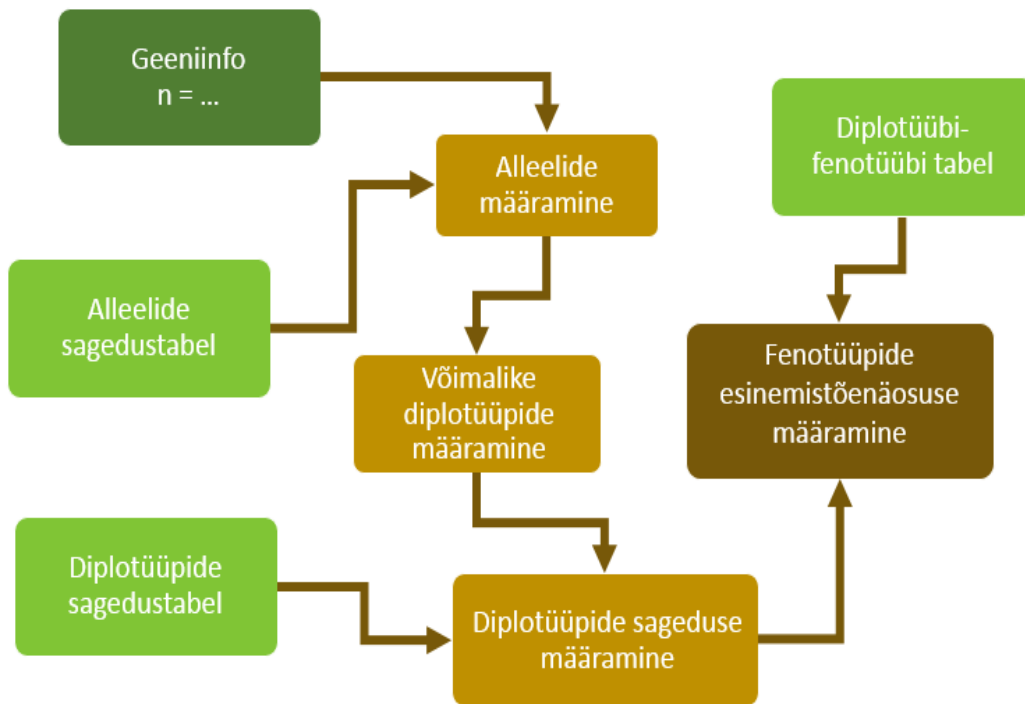 Geeniinfo
n = ...
Diplotüübi-
fenotüübi tabel
Alleelide
määramine
Alleelide
sagedustabel
Fenotüüpide
esinemistõenäosuse
määramine
Võimalike
diplotüüpide
määramine
Diplotüüpide
sagedustabel
Diplotüüpide sageduse
määramine